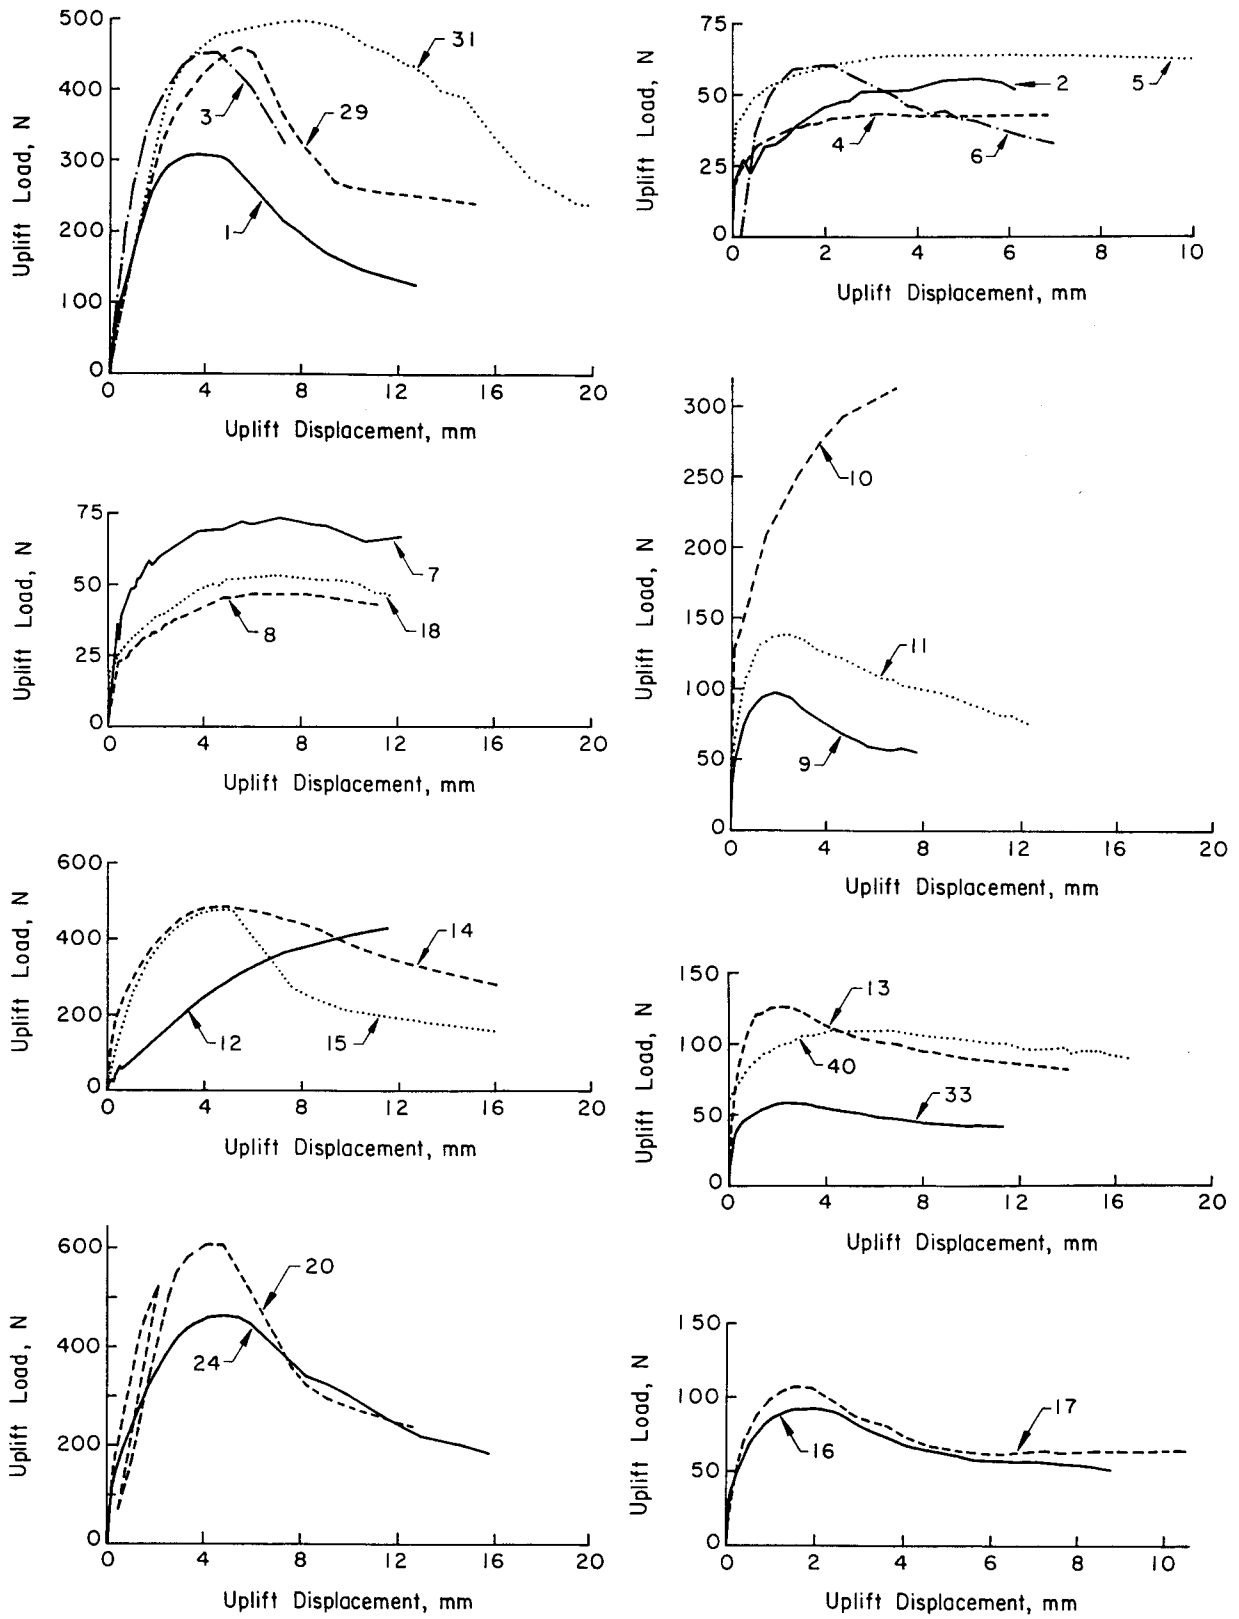 500
400
300
200
100
0
Uplift Load, N
31
3
29
1
0 4 8 12 16 20
Uplift Displacement, mm
75
50
25
0
Uplift Load, N
2
5
4
6
0 2 4 6 8 10
Uplift Displacement, mm
75
50
25
0
Uplift Load, N
7
8
18
0 4 8 12 16 20
Uplift Displacement, mm
300
250
200
150
100
50
0
Uplift Load, N
10
11
9
0 4 8 12 16 20
Uplift Displacement, mm
600
400
200
0
Uplift Load, N
14
12
15
0 4 8 12 16 20
Uplift Displacement, mm
150
100
50
0
Uplift Load, N
13
40
33
0 4 8 12 16 20
Uplift Displacement, mm
600
400
200
0
Uplift Load, N
20
24
0 4 8 12 16 20
Uplift Displacement, mm
150
100
50
0
Uplift Load, N
17
16
0 2 4 6 8 10
Uplift Displacement, mm